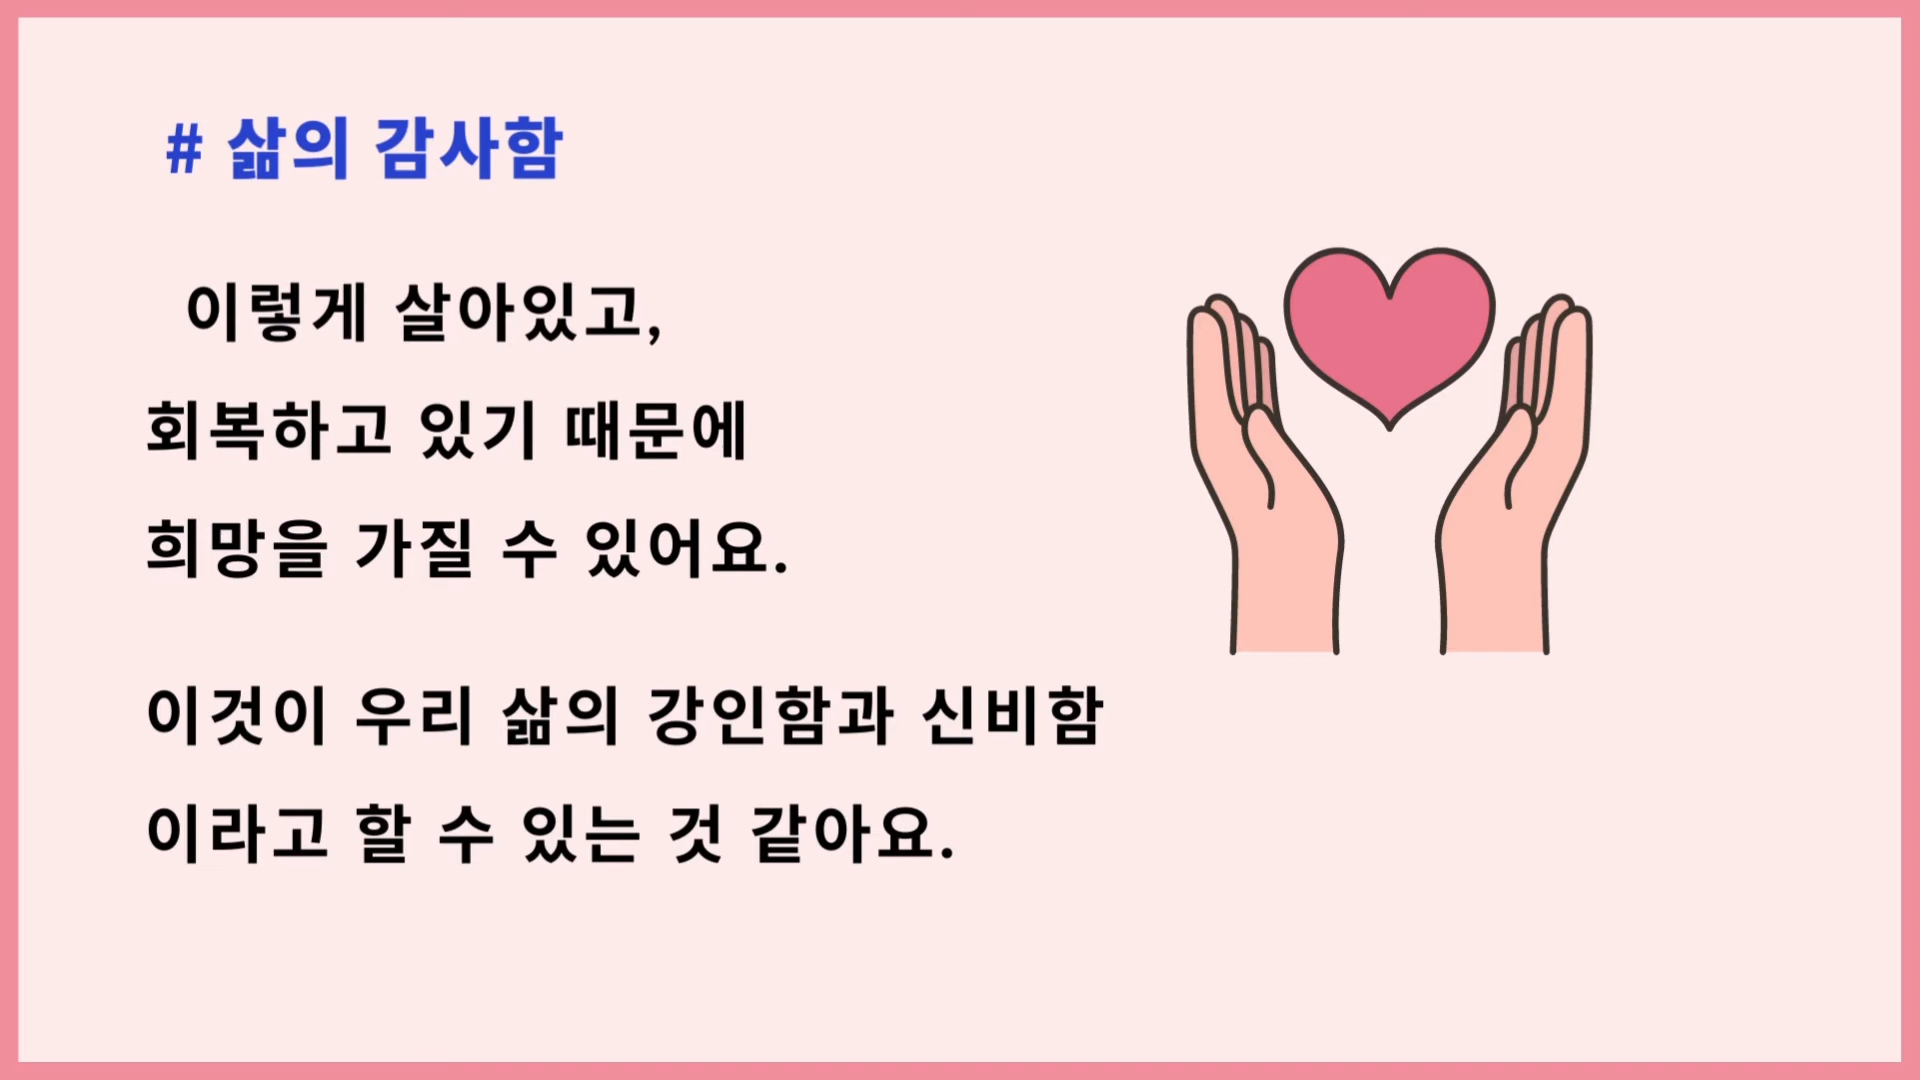 # 삶의 감사함
이렇게 살아있고,
회복하고 있기 때문에
희망을 가질 수 있어요.
이것이 우리 삶의 강인함과 신비함
이라고 할 수 있는 것 같아요.